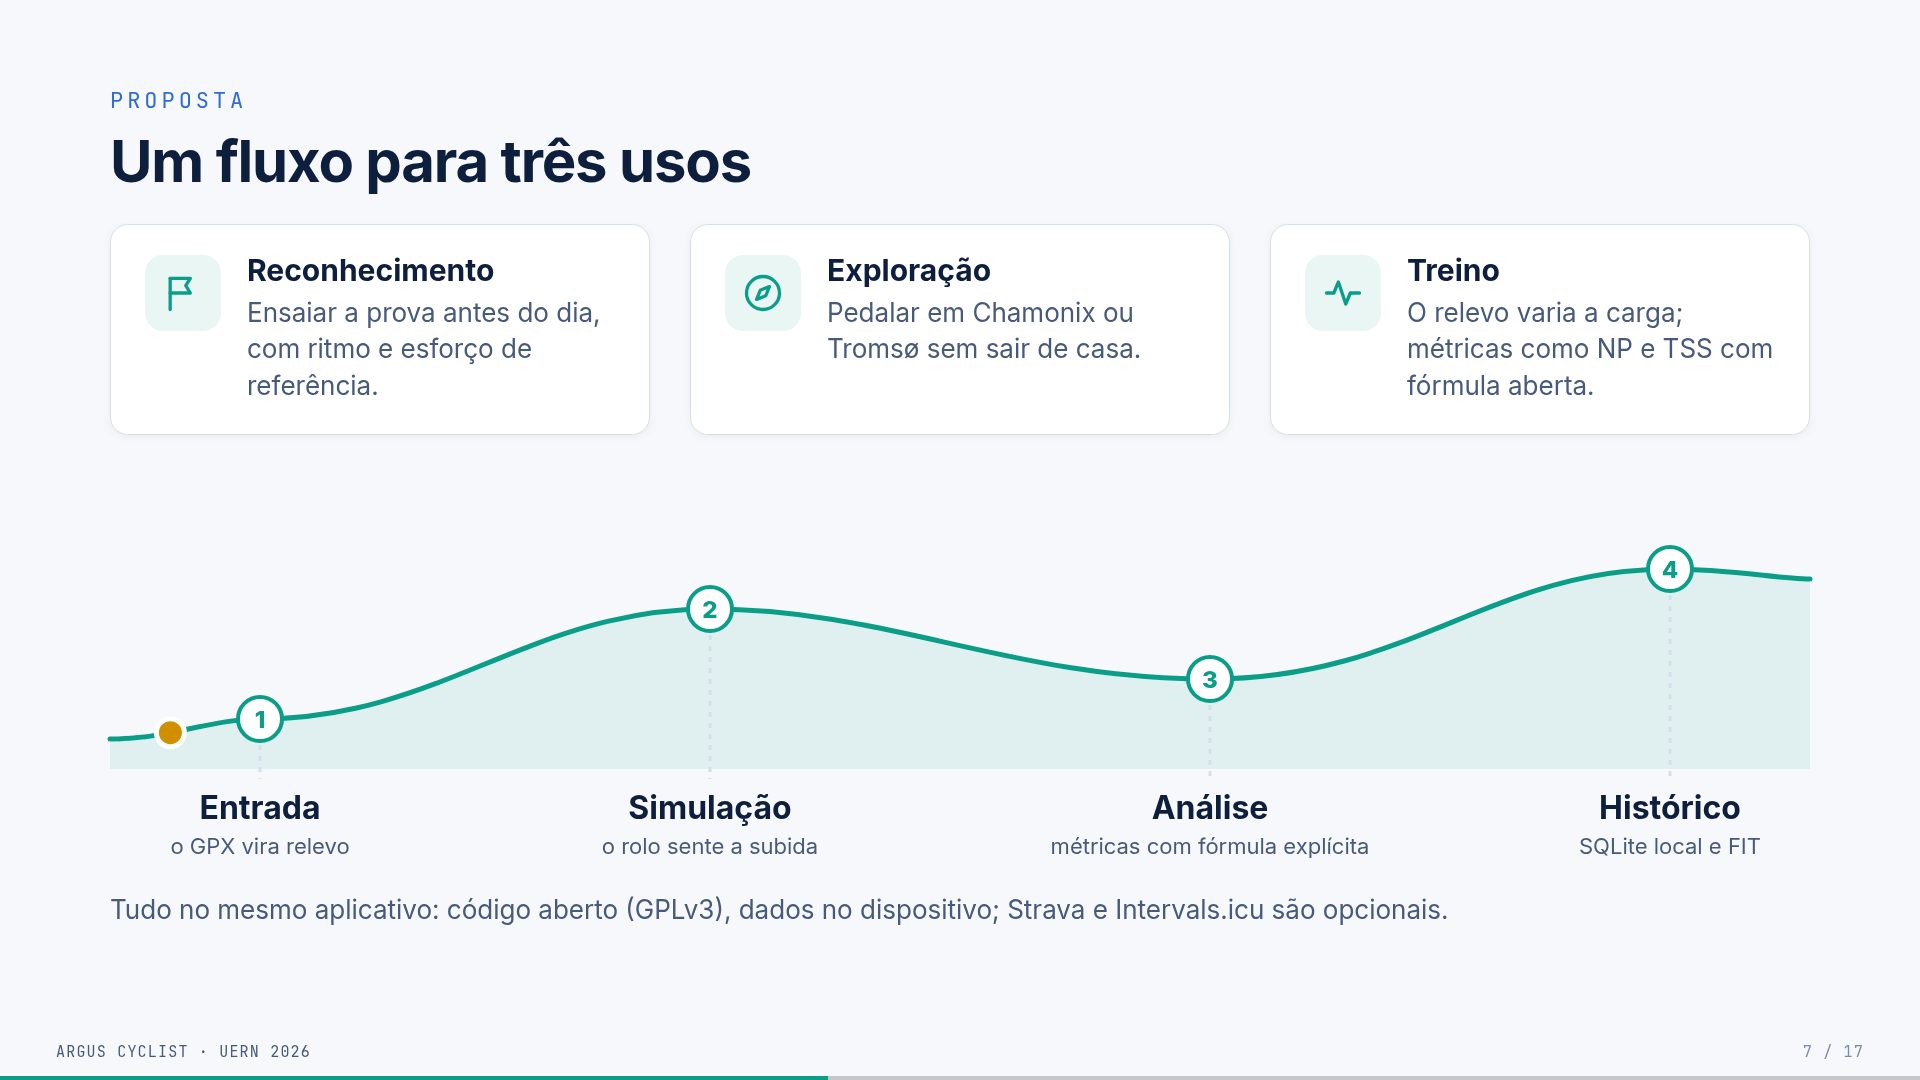 PROPOSTA
Um fluxo para três usos
Reconhecimento
Ensaiar a prova antes do dia,
com ritmo e esforço de
referência.
Exploração
Pedalar em Chamonix ou
Tromsø sem sair de casa.
Treino
O relevo varia a carga;
métricas como NP e TSS com
fórmula aberta.
1
2
3
4
Entrada
o GPX vira relevo
Simulação
o rolo sente a subida
Análise
métricas com fórmula explícita
Histórico
SQLite local e FIT
Tudo no mesmo aplicativo: código aberto (GPLv3), dados no dispositivo; Strava e Intervals.icu são opcionais.
ARGUS CYCLIST · UERN 2026
7 / 17